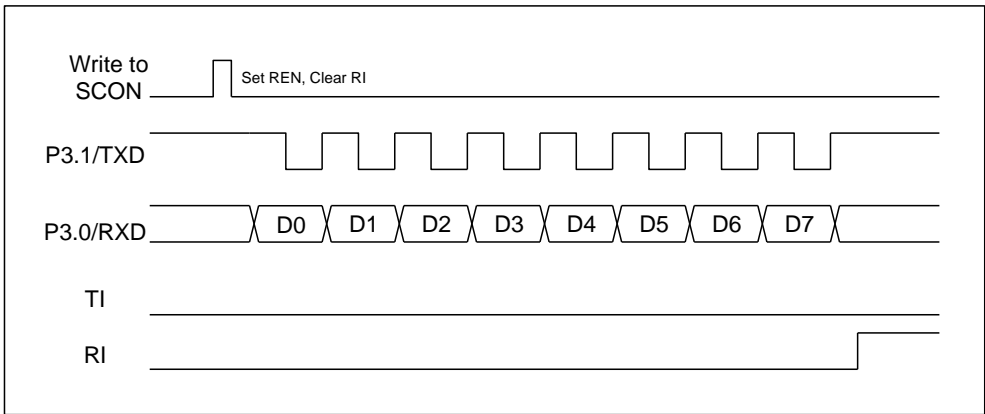 Write to
SCON
Set REN, Clear RI
P3.1/TXD
P3.0/RXD
D0 D1 D2 D3 D4 D5 D6 D7
TI
RI